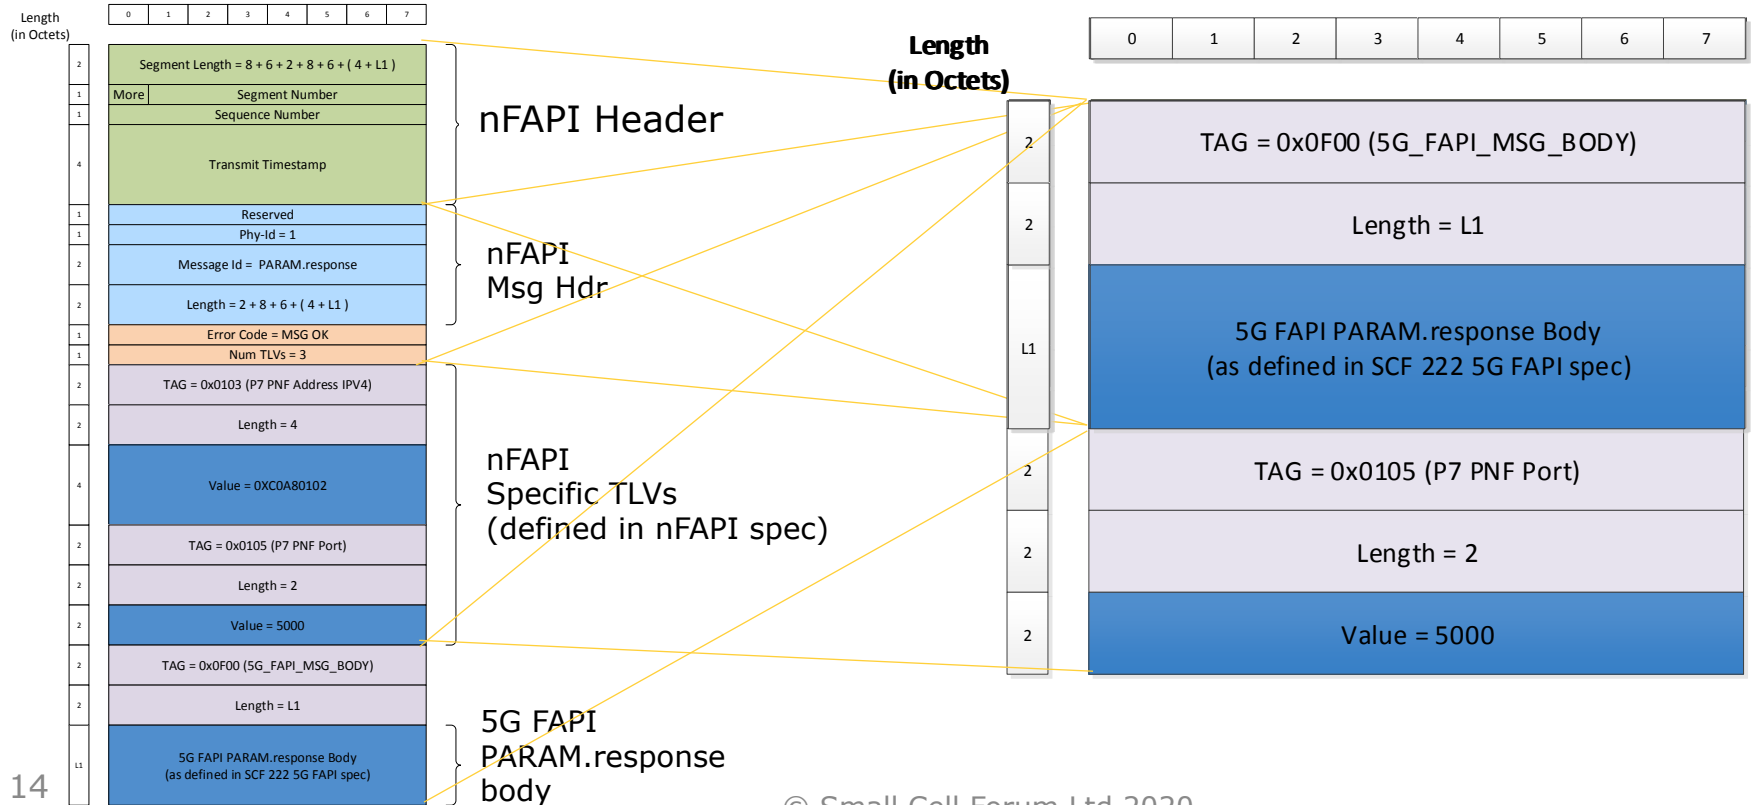 Length
(in Octets)
0 1 2 3 4 5 6 7
2
Segment Length = 8 + 6 + 2 + 8 + 6 + ( 4 + L1 )
1
More Segment Number
1
Sequence Number
4
Transmit Timestamp
nFAPI Header
1
Reserved
1
Phy-Id = 1
2
Message Id = PARAM.response
2
Length = 2 + 8 + 6 + ( 4 + L1 )
nFAPI
Msg Hdr
1
Error Code = MSG OK
1
Num TLVs = 3
2
TAG = 0x0103 (P7 PNF Address IPV4)
2
Length = 4
4
Value = 0XC0A80102
2
TAG = 0x0105 (P7 PNF Port)
2
Length = 2
2
Value = 5000
nFAPI
Specific TLVs
(defined in nFAPI spec)
2
TAG = 0x0F00 (5G_FAPI_MSG_BODY)
2
Length = L1
L1
5G FAPI PARAM.response Body
(as defined in SCF 222 5G FAPI spec)
5G FAPI
PARAM.response
body
Length
(in Octets)
0 1 2 3 4 5 6 7
2
TAG = 0x0F00 (5G_FAPI_MSG_BODY)
2
Length = L1
L1
5G FAPI PARAM.response Body
(as defined in SCF 222 5G FAPI spec)
2
TAG = 0x0105 (P7 PNF Port)
2
Length = 2
2
Value = 5000
14
© Small Cell Forum Ltd 2020